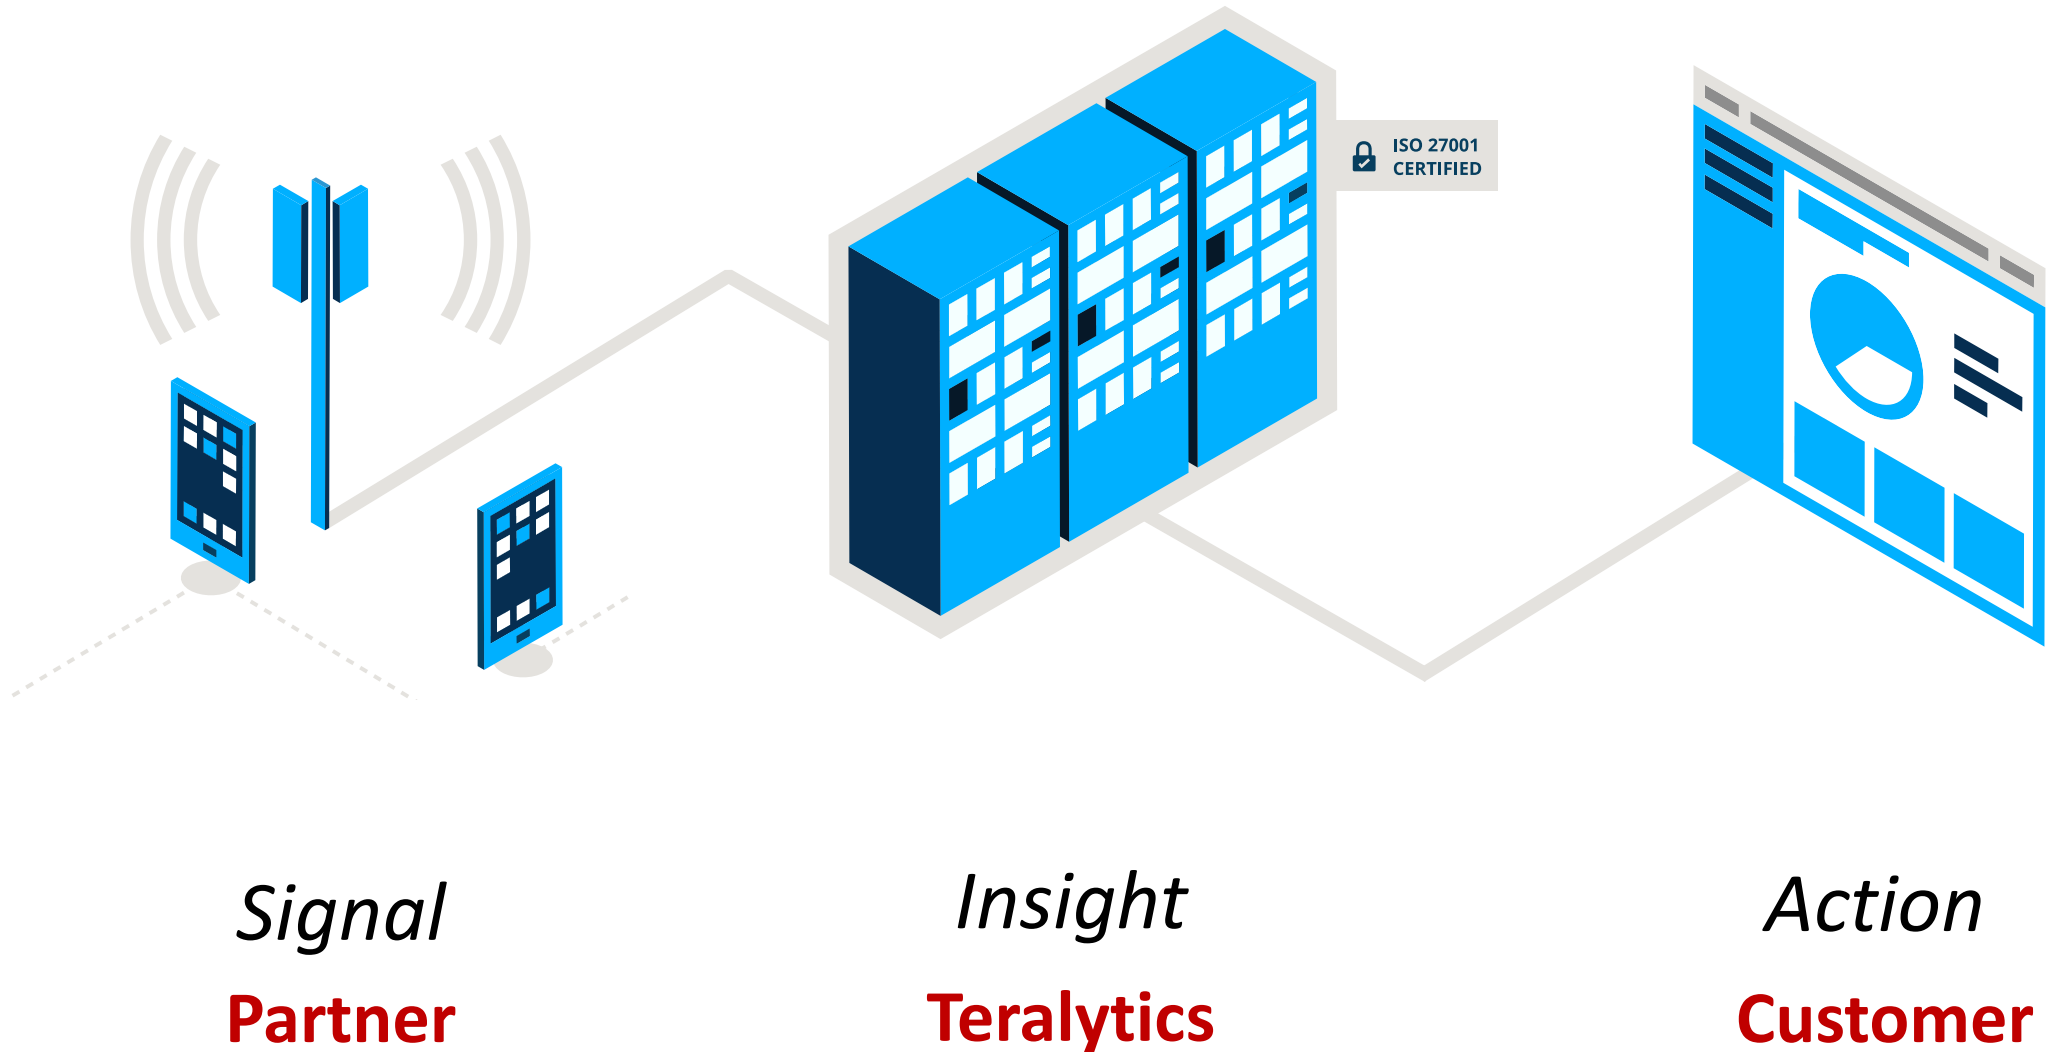 ISO 27001
CERTIFIED
Signal
Insight
Action
Partner
Teralytics
Customer